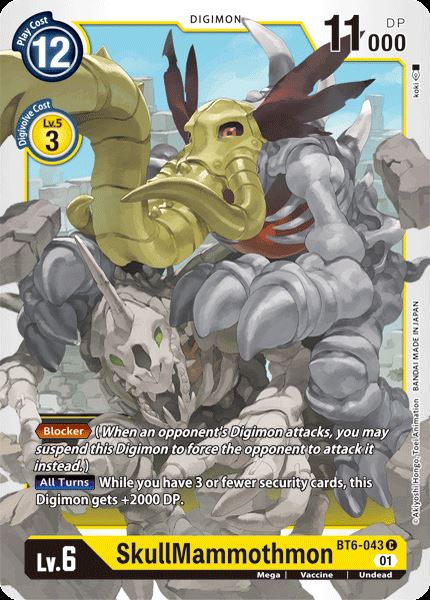 DIGIMON
Play Cost
12
11000
DP
koki
Digivolve Cost
Lv.5
3
©Akiyoshi Hongo, Toei Animation BANDAI MADE IN JAPAN
Blocker (When an opponent's Digimon attacks, you may
suspend this Digimon to force the opponent to attack it
instead.)
All Turns While you have 3 or fewer security cards, this
Digimon gets +2000 DP.
BT6-043 C
Lv.6 SkullMammothmon 01
Mega | Vaccine | Undead